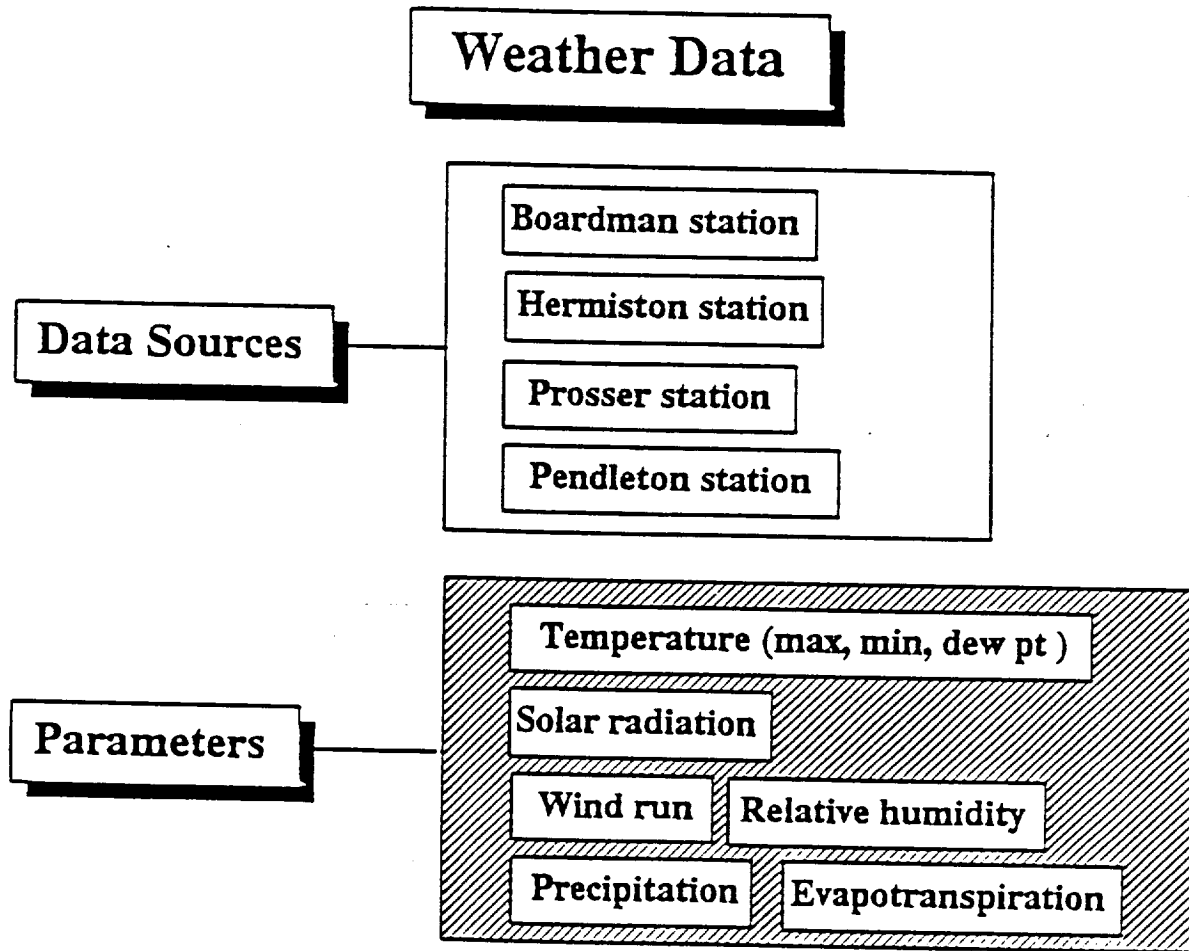 Weather Data
Boardman station
Hermiston station
Data Sources
Prosser station
Pendleton station
Temperature (max, min, dew pt )
Solar radiation
Parameters
Wind run
Relative humidity
Precipitation
Evapotranspiration